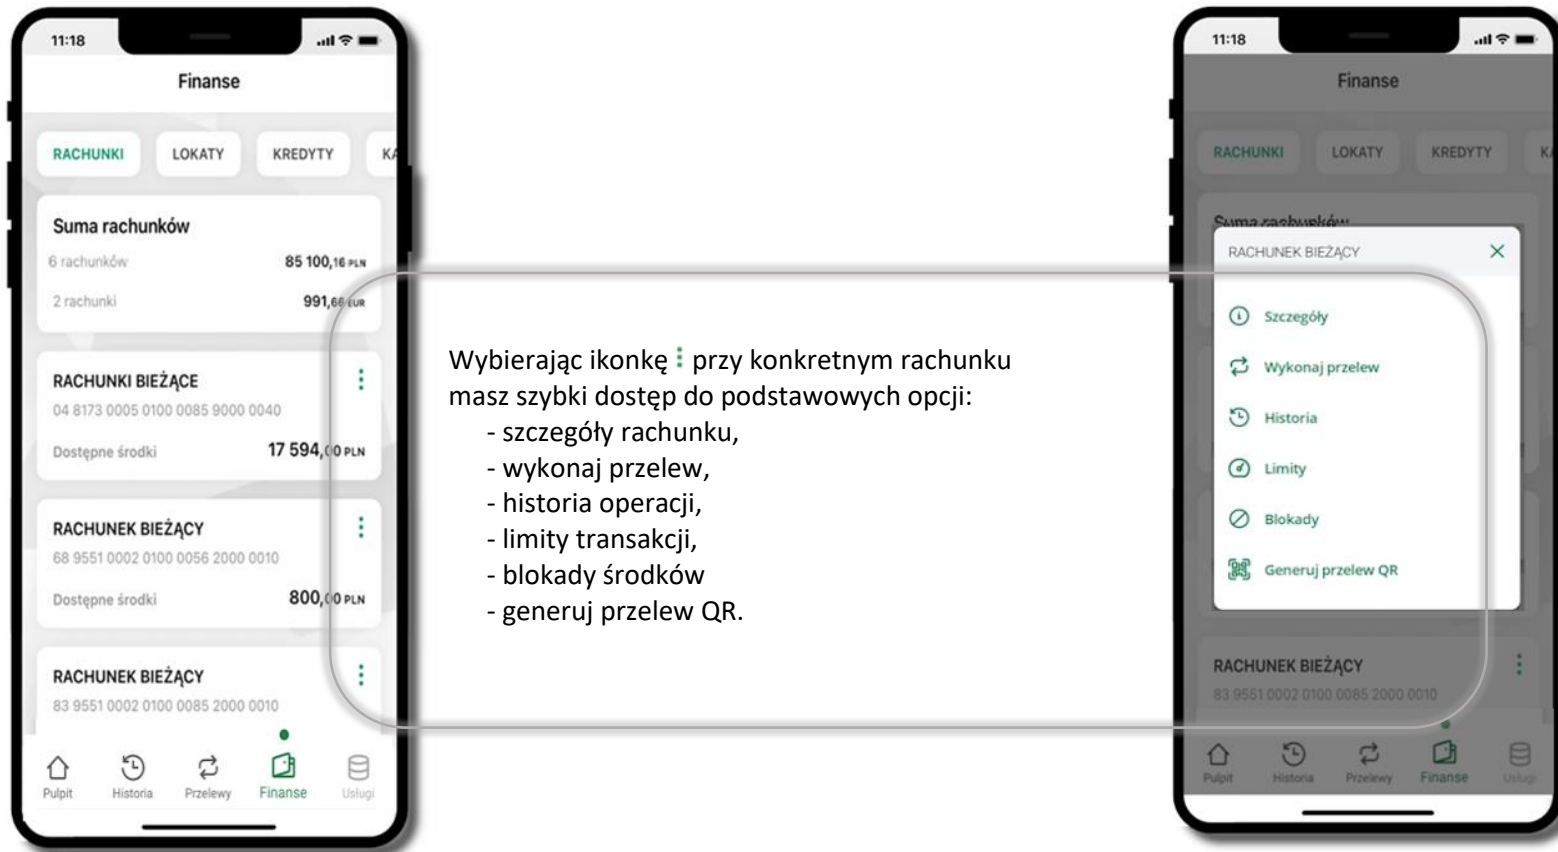 11:18
Finanse
RACHUNKI LOKATY KREDYTY KA
Suma rachunków
6 rachunków 85 100,16 PLN
2 rachunki 991,66 EUR
RACHUNKI BIEŻĄCE
04 8173 0005 0100 0085 9000 0040
Dostępne środki 17 594,00 PLN
RACHUNEK BIEŻĄCY
68 9551 0002 0100 0056 2000 0010
Dostępne środki 800,00 PLN
RACHUNEK BIEŻĄCY
83 9551 0002 0100 0085 2000 0010
Pulpit Historia Przelewy Finanse Usługi
Wybierając ikonkę przy konkretnym rachunku
masz szybki dostęp do podstawowych opcji:
- szczegóły rachunku,
- wykonaj przelew,
- historia operacji,
- limity transakcji,
- blokady środków
- generuj przelew QR.
11:18
Finanse
RACHUNKI LOKATY KREDYTY KA
Suma rachunków
RACHUNEK BIEŻĄCY
Szczegóły
Wykonaj przelew
Historia
Limity
Blokady
Generuj przelew QR
RACHUNEK BIEŻĄCY
83 9551 0002 0100 0085 2000 0010
Pulpit Historia Przelewy Finanse Usługi